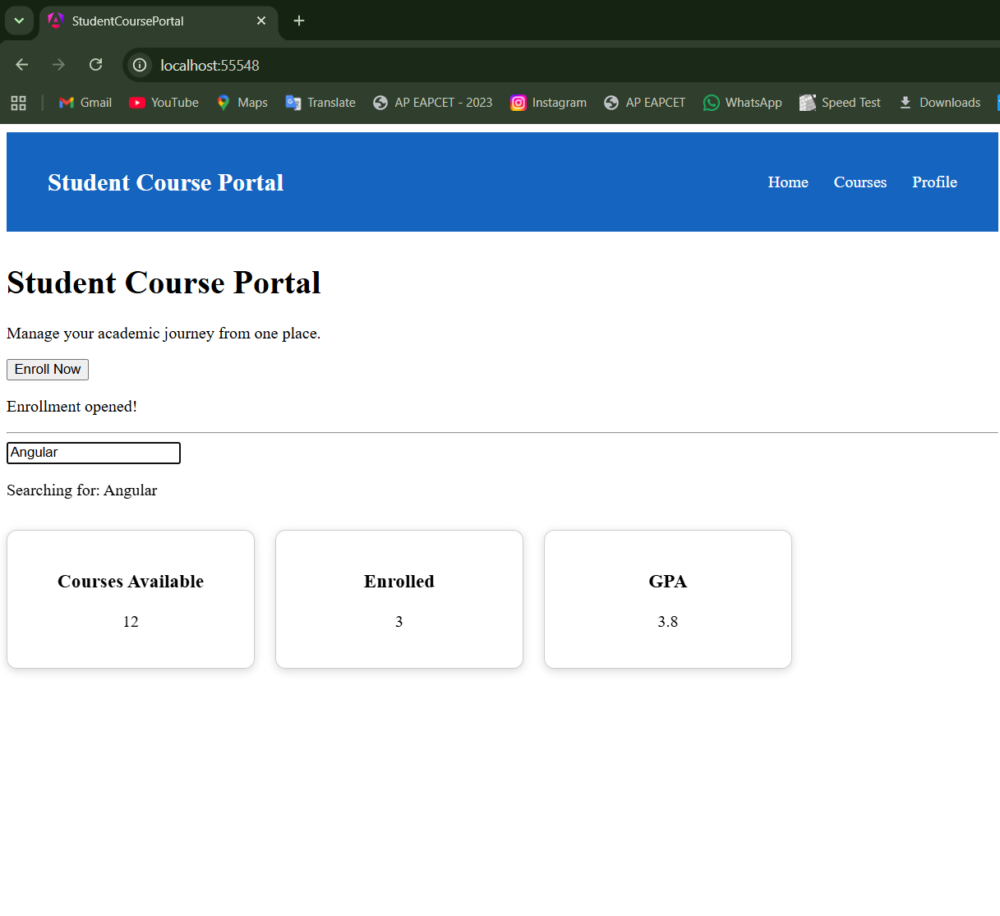 StudentCoursePortal
localhost:55548
Gmail YouTube Maps Translate AP EAPCET - 2023 Instagram AP EAPCET WhatsApp Speed Test Downloads
Student Course Portal Home Courses Profile
Student Course Portal
Manage your academic journey from one place.
Enroll Now
Enrollment opened!
Angular
Searching for: Angular
Courses Available Enrolled GPA
12 3 3.8